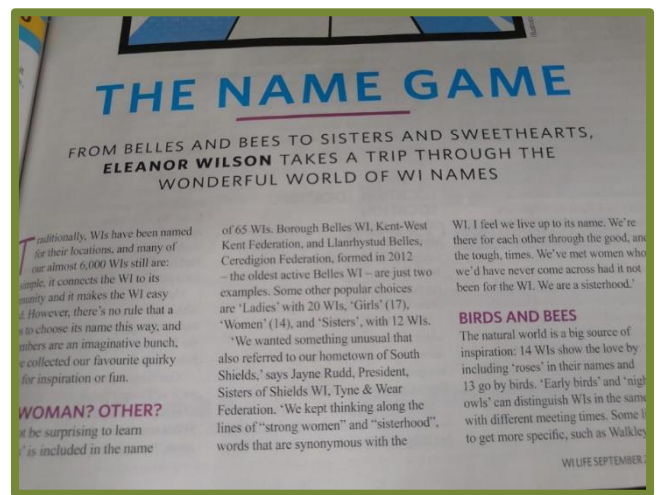 THE NAME GAME
FROM BELLES AND BEES TO SISTERS AND SWEETHEARTS,
ELEANOR WILSON TAKES A TRIP THROUGH THE
WONDERFUL WORLD OF WI NAMES
Traditionally, WIs have been named
for their locations, and many of
our almost 6,000 WIs still are:
it connects the WI to its
and it makes the WI easy
However, there's no rule that a
to choose its name this way, and
are an imaginative bunch,
collected our favourite quirky
for inspiration or fun.
WOMAN? OTHER?
be surprising to learn
is included in the name
of 65 WIs. Borough Belles WI, Kent-West
Kent Federation, and Llanrhystud Belles,
Ceredigion Federation, formed in 2012
– the oldest active Belles WI – are just two
examples. Some other popular choices
are 'Ladies' with 20 WIs, 'Girls' (17),
'Women' (14), and 'Sisters', with 12 WIs.
'We wanted something unusual that
also referred to our hometown of South
Shields,' says Jayne Rudd, President,
Sisters of Shields WI, Tyne & Wear
Federation. 'We kept thinking along the
lines of "strong women" and "sisterhood",
words that are synonymous with the
WI. I feel we live up to its name. We're
there for each other through the good, and
the tough, times. We've met women who
we'd have never come across had it not
been for the WI. We are a sisterhood.'
BIRDS AND BEES
The natural world is a big source of
inspiration: 14 WIs show the love by
including 'roses' in their names and
13 go by birds. 'Early birds' and
owls' can distinguish WIs in the same
with different meeting times. Some
to get more specific, such as Walkley
WI LIFE SEPTEMBER